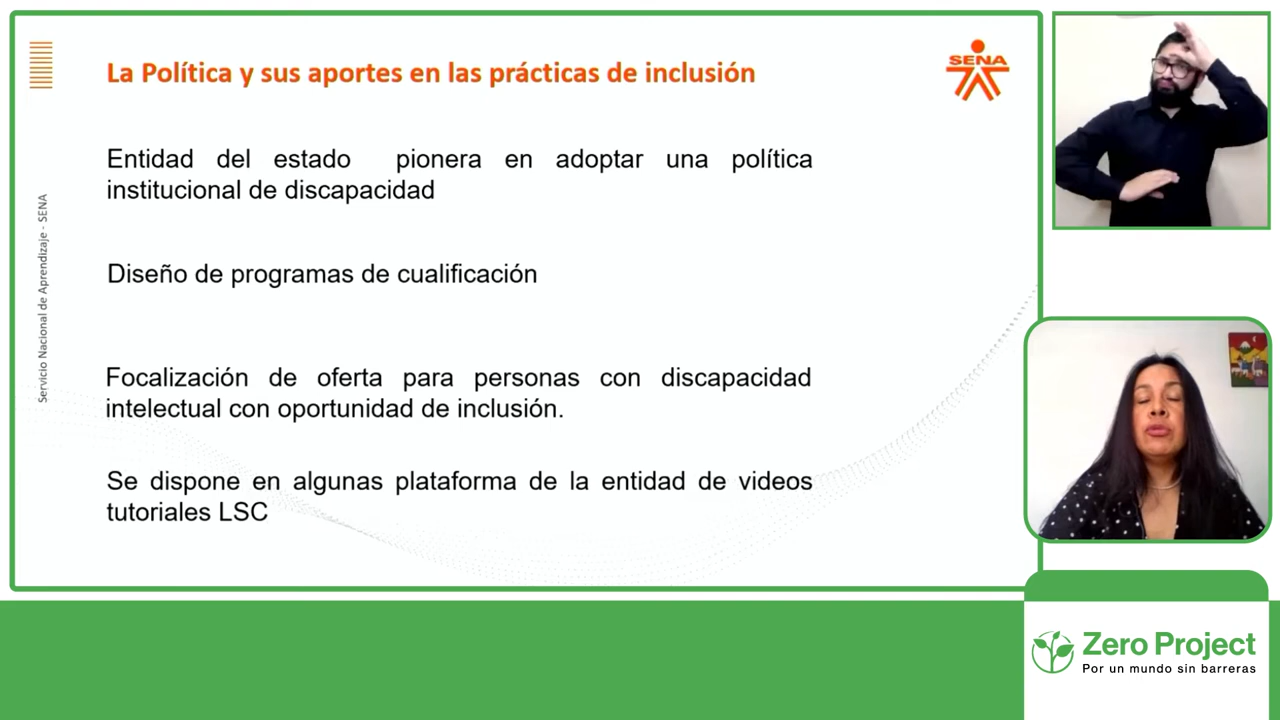 La Política y sus aportes en las prácticas de inclusión
SENA
Entidad del estado pionera en adoptar una política
institucional de discapacidad
Diseño de programas de cualificación
Focalización de oferta para personas con discapacidad
intelectual con oportunidad de inclusión.
Se dispone en algunas plataforma de la entidad de videos
tutoriales LSC
Servicio Nacional de Aprendizaje - SENA
Zero Project
Por un mundo sin barreras